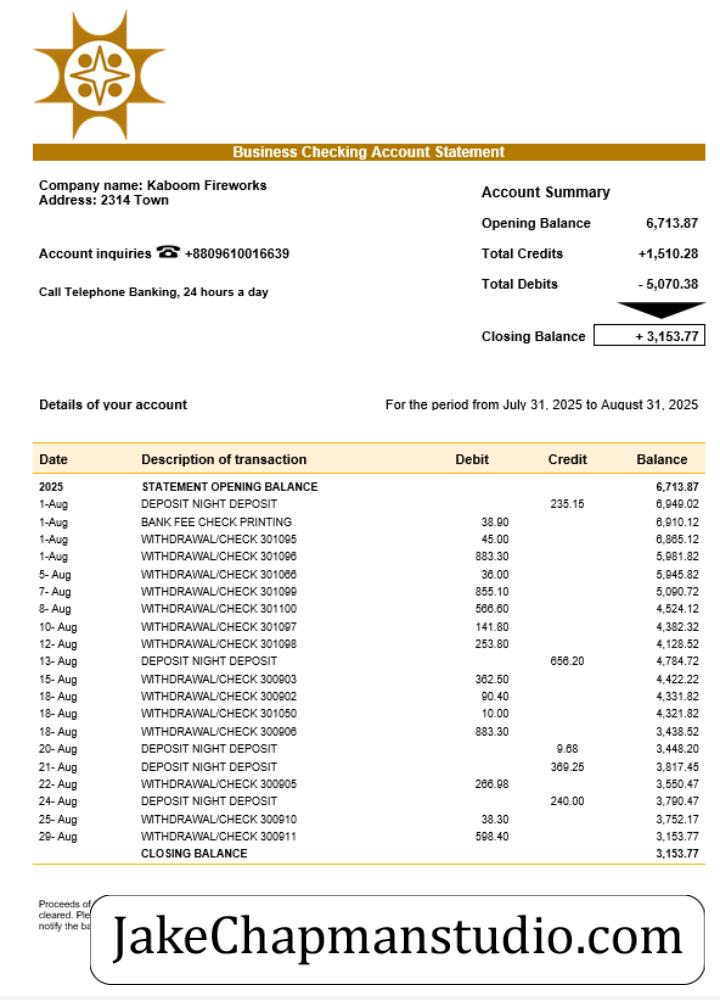 Business Checking Account Statement
Company name: Kaboom Fireworks
Address: 2314 Town
Account inquiries ☎ +8809610016639
Call Telephone Banking, 24 hours a day
Account Summary
Opening Balance 6,713.87
Total Credits +1,510.28
Total Debits - 5,070.38
Closing Balance + 3,153.77
Details of your account For the period from July 31, 2025 to August 31, 2025
Date Description of transaction Debit Credit Balance
2025 STATEMENT OPENING BALANCE 6,713.87
1-Aug DEPOSIT NIGHT DEPOSIT 235.15 6,949.02
1-Aug BANK FEE CHECK PRINTING 38.90 6,910.12
1-Aug WITHDRAWAL/CHECK 301095 45.00 6,865.12
1-Aug WITHDRAWAL/CHECK 301096 883.30 5,981.82
5- Aug WITHDRAWAL/CHECK 301066 36.00 5,945.82
7- Aug WITHDRAWAL/CHECK 301099 855.10 5,090.72
8- Aug WITHDRAWAL/CHECK 301100 566.60 4,524.12
10- Aug WITHDRAWAL/CHECK 301097 141.80 4,382.32
12- Aug WITHDRAWAL/CHECK 301098 253.80 4,128.52
13- Aug DEPOSIT NIGHT DEPOSIT 656.20 4,784.72
15- Aug WITHDRAWAL/CHECK 300903 362.50 4,422.22
18- Aug WITHDRAWAL/CHECK 300902 90.40 4,331.82
18- Aug WITHDRAWAL/CHECK 301050 10.00 4,321.82
18- Aug WITHDRAWAL/CHECK 300906 883.30 3,438.52
20- Aug DEPOSIT NIGHT DEPOSIT 9.68 3,448.20
21- Aug DEPOSIT NIGHT DEPOSIT 369.25 3,817.45
22- Aug WITHDRAWAL/CHECK 300905 266.98 3,550.47
24- Aug DEPOSIT NIGHT DEPOSIT 240.00 3,790.47
25- Aug WITHDRAWAL/CHECK 300910 38.30 3,752.17
29- Aug WITHDRAWAL/CHECK 300911 598.40 3,153.77
CLOSING BALANCE 3,153.77
Proceeds of
cleared. Ple
notify the ba
JakeChapmanstudio.com